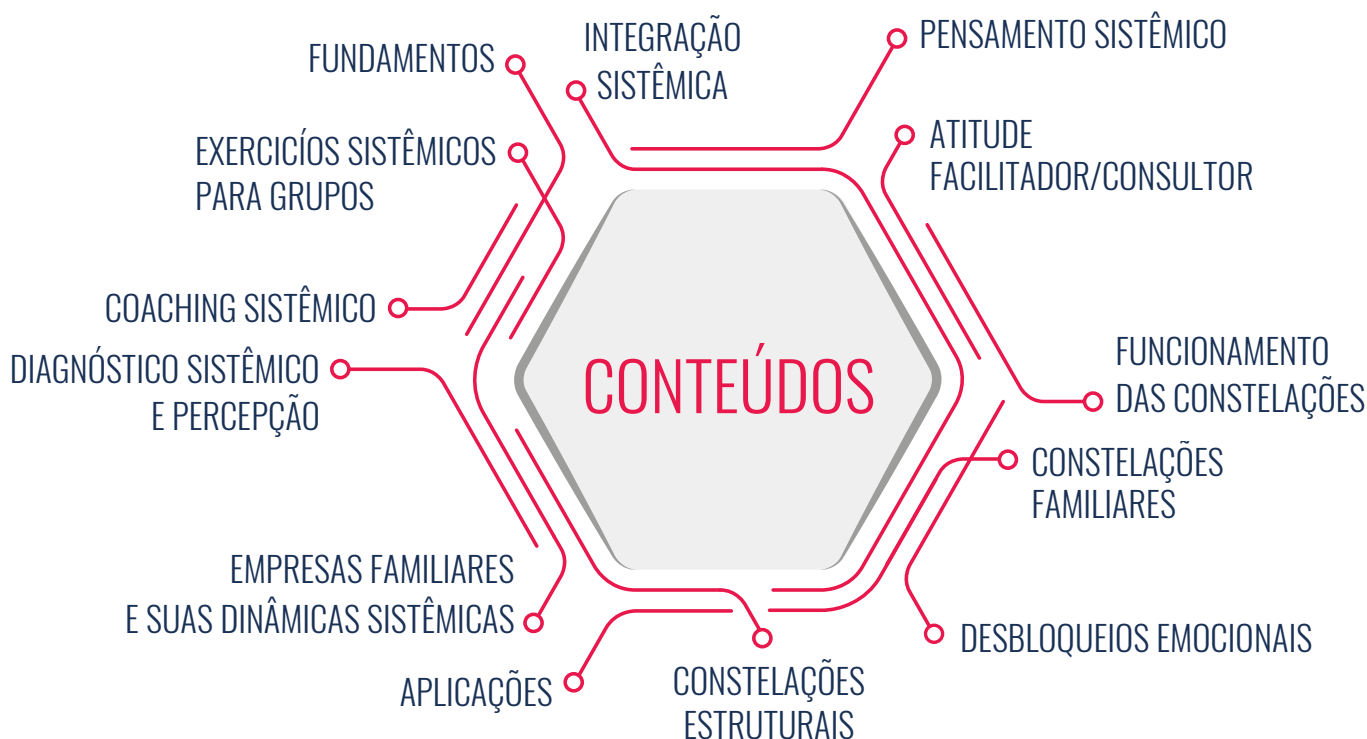 INTEGRAÇÃO
SISTÊMICA
PENSAMENTO SISTÊMICO
FUNDAMENTOS
EXERCICÍOS SISTÊMICOS
PARA GRUPOS
ATITUDE
FACILITADOR/CONSULTOR
COACHING SISTÊMICO
DIAGNÓSTICO SISTÊMICO
E PERCEPÇÃO
CONTEÚDOS
FUNCIONAMENTO
DAS CONSTELAÇÕES
CONSTELAÇÕES
FAMILIARES
EMPRESAS FAMILIARES
E SUAS DINÂMICAS SISTÊMICAS
DESBLOQUEIOS EMOCIONAIS
APLICAÇÕES
CONSTELAÇÕES
ESTRUTURAIS